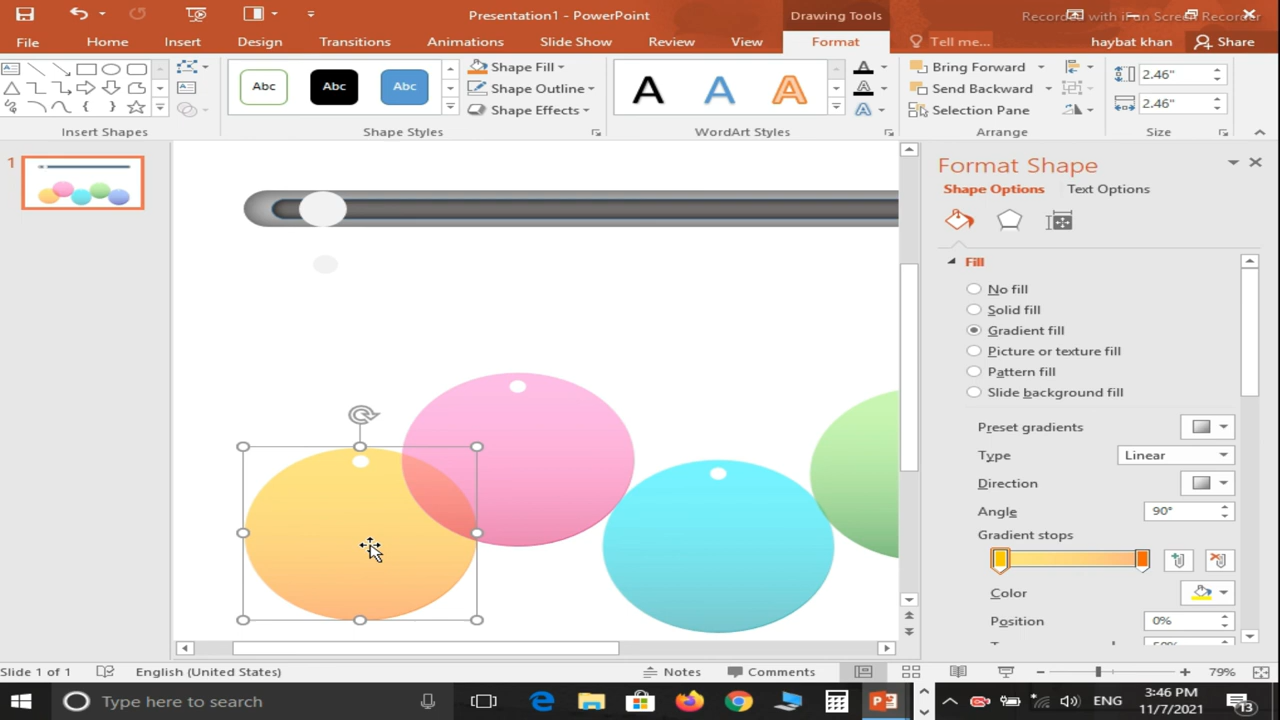 Presentation1 - PowerPoint
Drawing Tools
Recorded with iFun Screen Recorder
File
Home
Insert
Design
Transitions
Animations
Slide Show
Review
View
Format
Tell me...
haybat khan
Share
Abc
Abc
Abc
Shape Fill
Shape Outline
Shape Effects
A
A
A
A
A
A
Bring Forward
Send Backward
Selection Pane
2.46"
2.46"
Insert Shapes
Shape Styles
WordArt Styles
Arrange
Size
1
Format Shape
Shape Options
Text Options
Fill
No fill
Solid fill
Gradient fill
Picture or texture fill
Pattern fill
Slide background fill
Preset gradients
Type
Linear
Direction
Angle
90°
Gradient stops
Color
Position
0%
Slide 1 of 1
English (United States)
Notes
Comments
79%
Type here to search
ENG
3:46 PM
11/7/2021
13